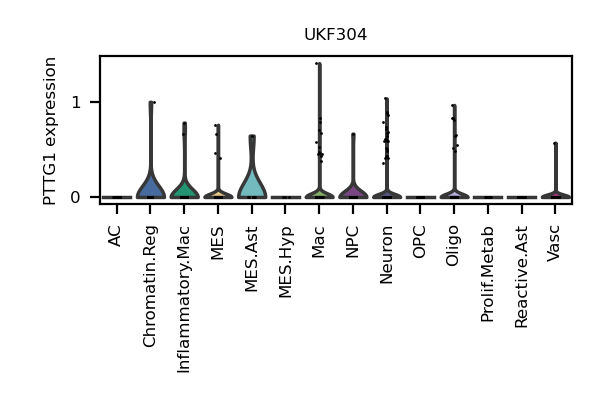 UKF304
PTTG1 expression
1
0
AC
Chromatin.Reg
Inflammatory.Mac
MES
MES.Ast
MES.Hyp
Mac
NPC
Neuron
OPC
Oligo
Prolif.Metab
Reactive.Ast
Vasc